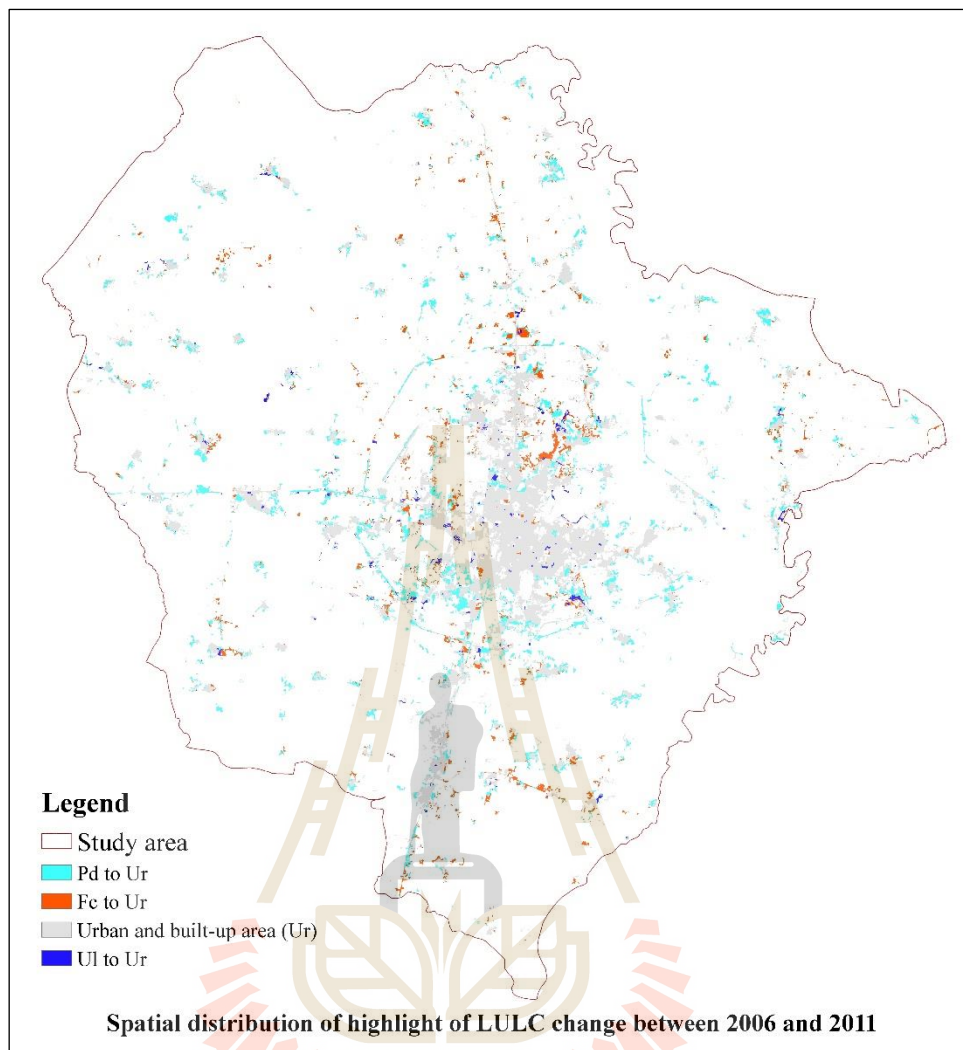 Legend
Study area
Pd to Ur
Fc to Ur
Urban and built-up area (Ur)
Ul to Ur
Spatial distribution of highlight of LULC change between 2006 and 2011